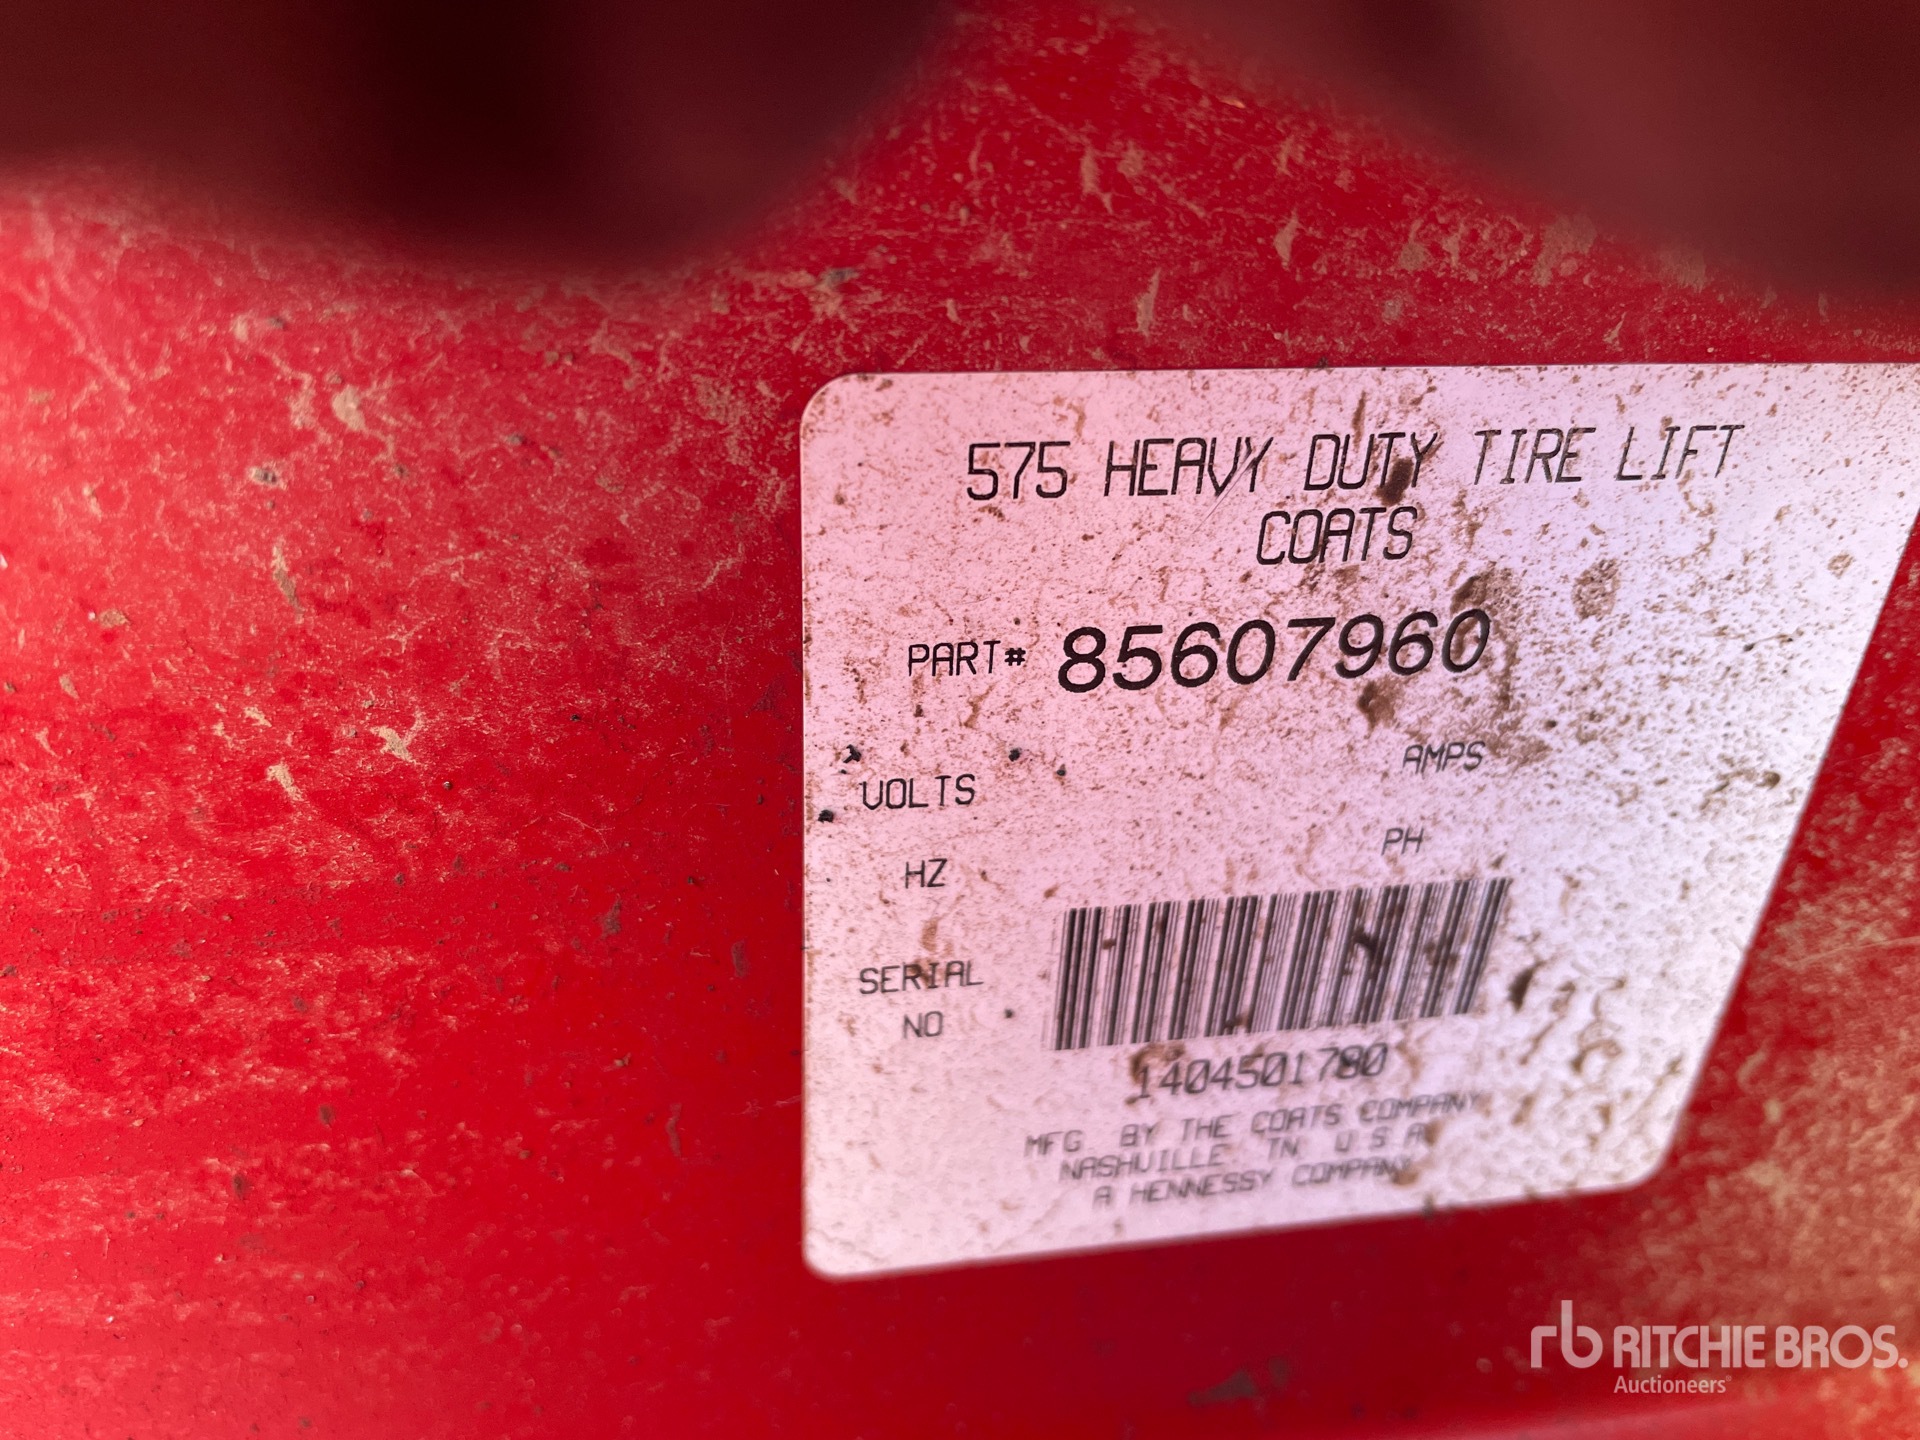 575 HEAVY DUTY TIRE LIFT
COATS
PART# 85607960
VOLTS AMPS
HZ PH
SERIAL
NO
1404501780
MFG BY THE COATS COMPANY
NASHVILLE TN U S A
A HENNESSY COMPANY
rb RITCHIE BROS.
Auctioneers